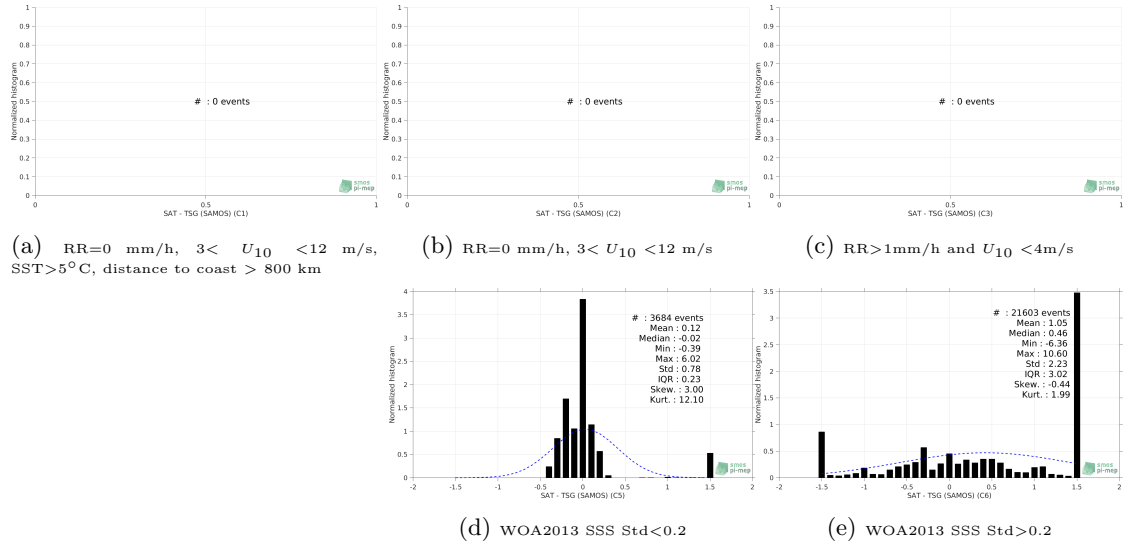 1
0.9
0.8
0.7
0.6
0.5
0.4
0.3
0.2
0.1
0
Normalized histogram
# : 0 events
smos
pi-mep
0 0.5 1
SAT - TSG (SAMOS) (C1)
1
0.9
0.8
0.7
0.6
0.5
0.4
0.3
0.2
0.1
0
Normalized histogram
# : 0 events
smos
pi-mep
0 0.5 1
SAT - TSG (SAMOS) (C2)
1
0.9
0.8
0.7
0.6
0.5
0.4
0.3
0.2
0.1
0
Normalized histogram
# : 0 events
smos
pi-mep
0 0.5 1
SAT - TSG (SAMOS) (C3)
(a) RR=0 mm/h, 3< U10 <12 m/s,
SST>5°C, distance to coast > 800 km
(b) RR=0 mm/h, 3< U10 <12 m/s
(c) RR>1mm/h and U10 <4m/s
4
3.5
3
2.5
2
1.5
1
0.5
0
Normalized histogram
# : 3684 events
Mean : 0.12
Median : -0.02
Min : -0.39
Max : 6.02
Std : 0.78
IQR : 0.23
Skew. : 3.00
Kurt. : 12.10
smos
pi-mep
-2 -1.5 -1 -0.5 0 0.5 1 1.5 2
SAT - TSG (SAMOS) (C5)
3.5
3
2.5
2
1.5
1
0.5
0
Normalized histogram
# : 21603 events
Mean : 1.05
Median : 0.46
Min : -6.36
Max : 10.60
Std : 2.23
IQR : 3.02
Skew. : -0.44
Kurt. : 1.99
smos
pi-mep
-2 -1.5 -1 -0.5 0 0.5 1 1.5 2
SAT - TSG (SAMOS) (C6)
(d) WOA2013 SSS Std<0.2
(e) WOA2013 SSS Std>0.2